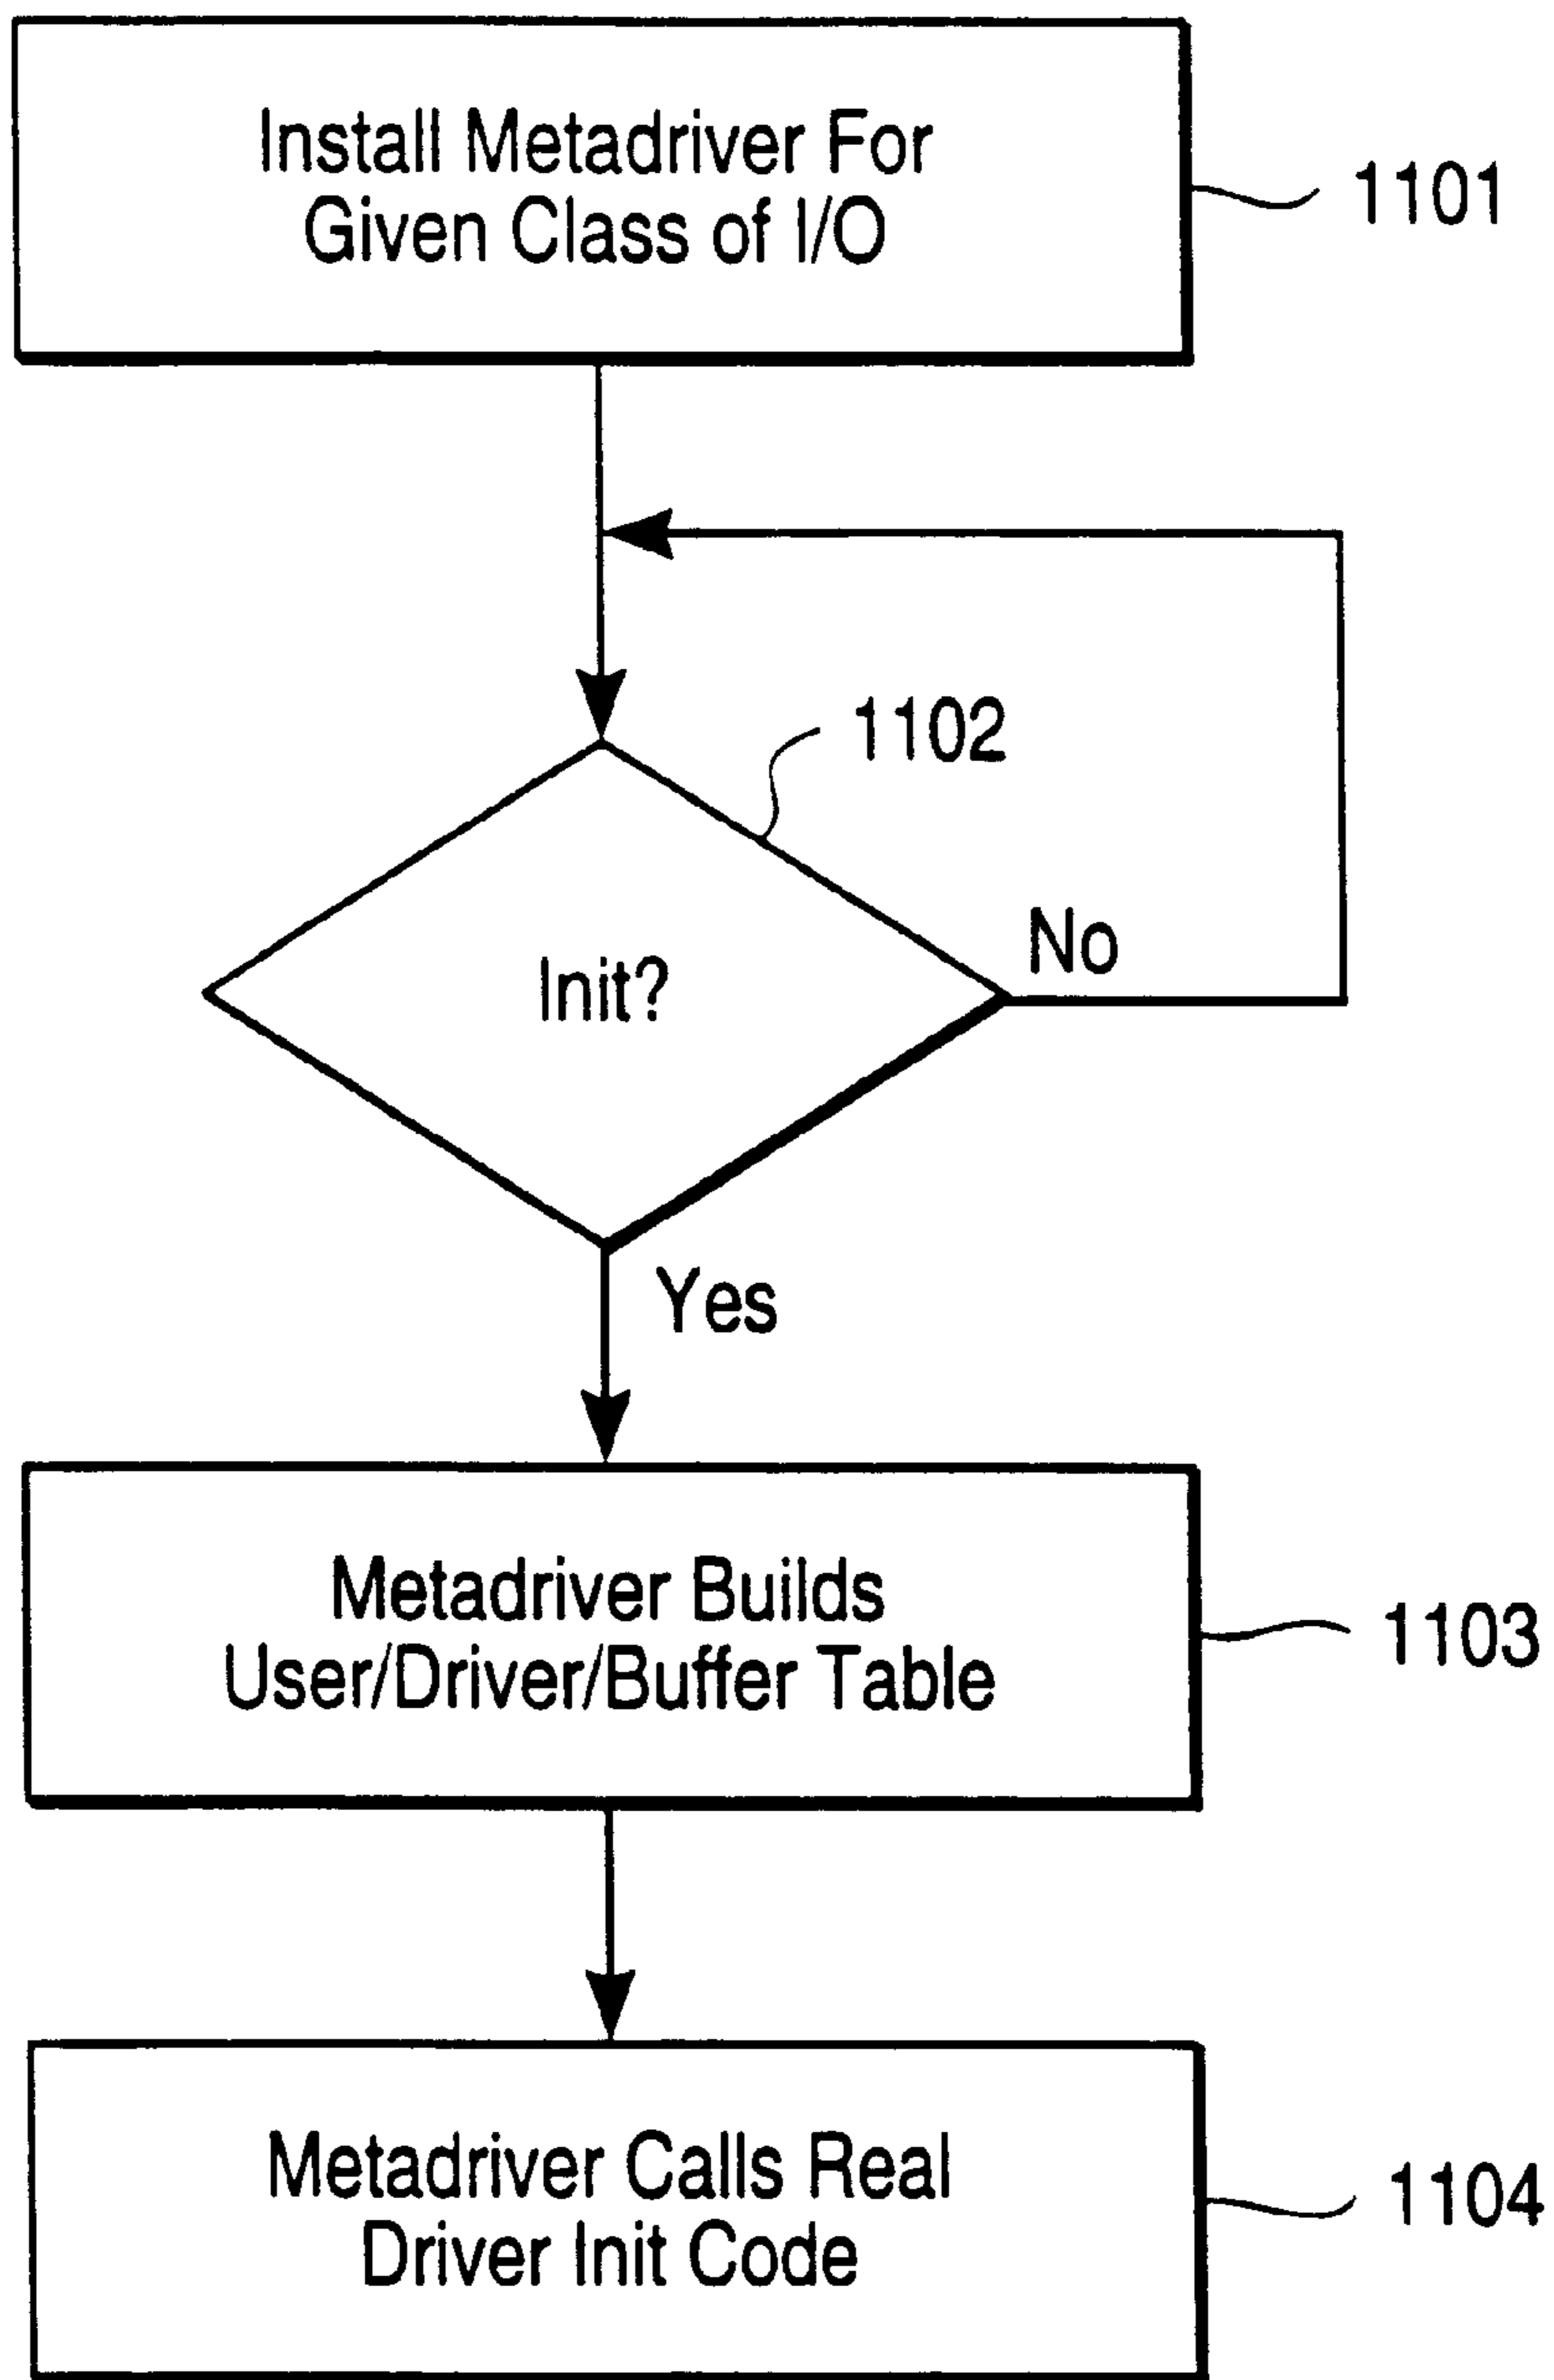 Install Metadriver For
Given Class of I/O
1101
1102
Init?
No
Yes
Metadriver Builds
User/Driver/Buffer Table
1103
Metadriver Calls Real
Driver Init Code
1104